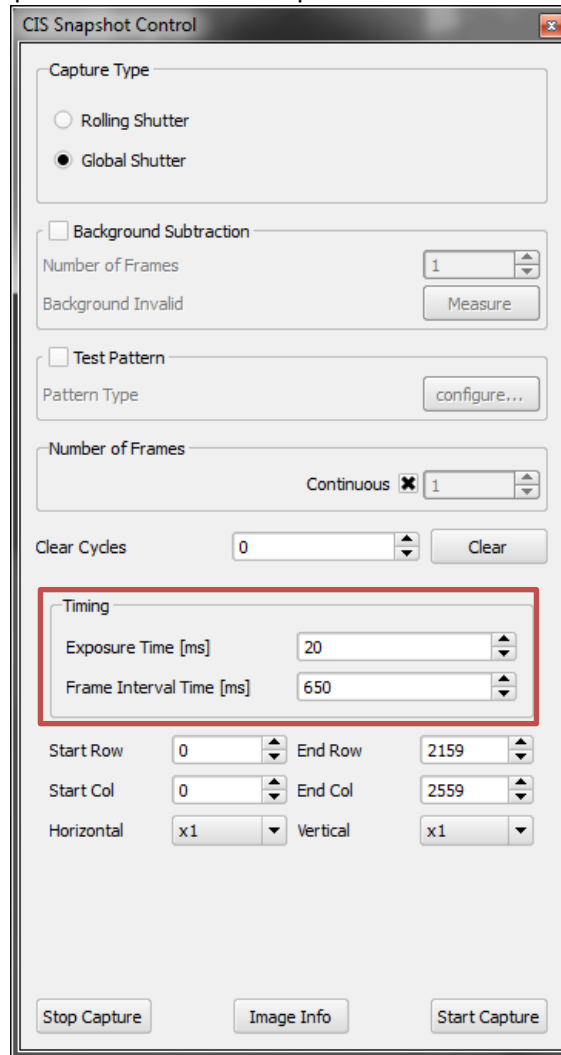 CIS Snapshot Control
Capture Type
Rolling Shutter
Global Shutter
Background Subtraction
Number of Frames 1
Background Invalid Measure
Test Pattern
Pattern Type configure...
Number of Frames
Continuous 1
Clear Cycles 0 Clear
Timing
Exposure Time [ms] 20
Frame Interval Time [ms] 650
Start Row 0 End Row 2159
Start Col 0 End Col 2559
Horizontal x1 Vertical x1
Stop Capture Image Info Start Capture